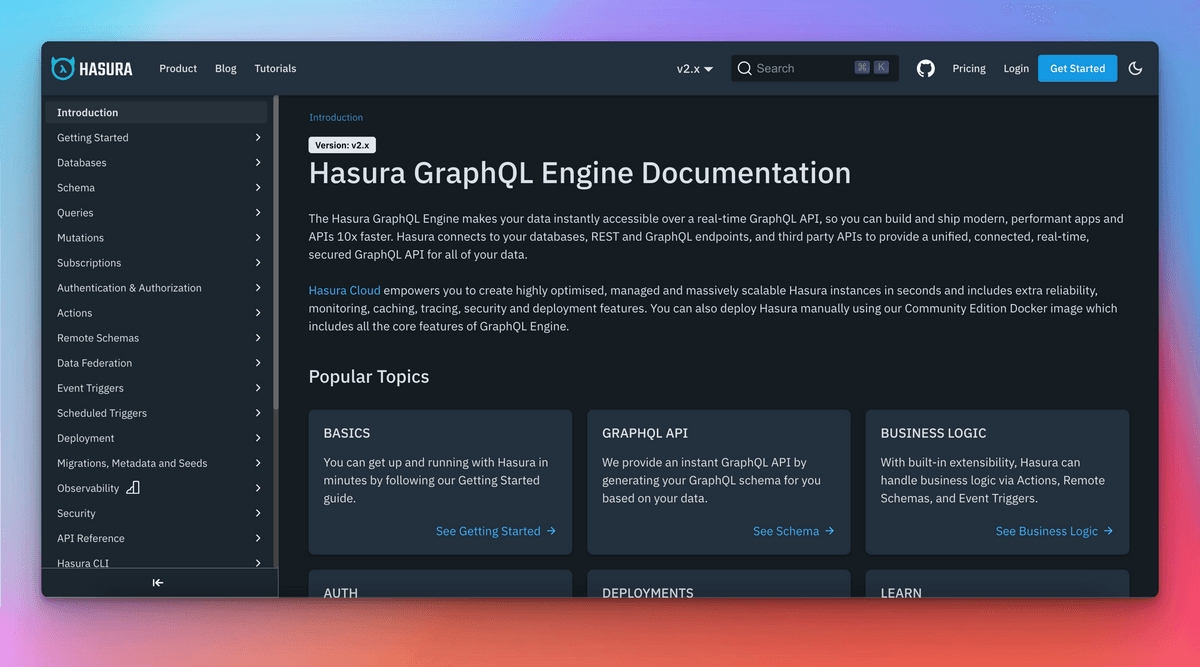 HASURA
Product Blog Tutorials
v2.x
Search ⌘ K
Pricing Login Get Started
Introduction
Getting Started
Databases
Schema
Queries
Mutations
Subscriptions
Authentication & Authorization
Actions
Remote Schemas
Data Federation
Event Triggers
Scheduled Triggers
Deployment
Migrations, Metadata and Seeds
Observability
Security
API Reference
Hasura CLI
Introduction
Version: v2.x
Hasura GraphQL Engine Documentation
The Hasura GraphQL Engine makes your data instantly accessible over a real-time GraphQL API, so you can build and ship modern, performant apps and
APIs 10x faster. Hasura connects to your databases, REST and GraphQL endpoints, and third party APIs to provide a unified, connected, real-time,
secured GraphQL API for all of your data.
Hasura Cloud empowers you to create highly optimised, managed and massively scalable Hasura instances in seconds and includes extra reliability,
monitoring, caching, tracing, security and deployment features. You can also deploy Hasura manually using our Community Edition Docker image which
includes all the core features of GraphQL Engine.
Popular Topics
BASICS
You can get up and running with Hasura in
minutes by following our Getting Started
guide.
See Getting Started →
GRAPHQL API
We provide an instant GraphQL API by
generating your GraphQL schema for you
based on your data.
See Schema →
BUSINESS LOGIC
With built-in extensibility, Hasura can
handle business logic via Actions, Remote
Schemas, and Event Triggers.
See Business Logic →
AUTH
DEPLOYMENTS
LEARN